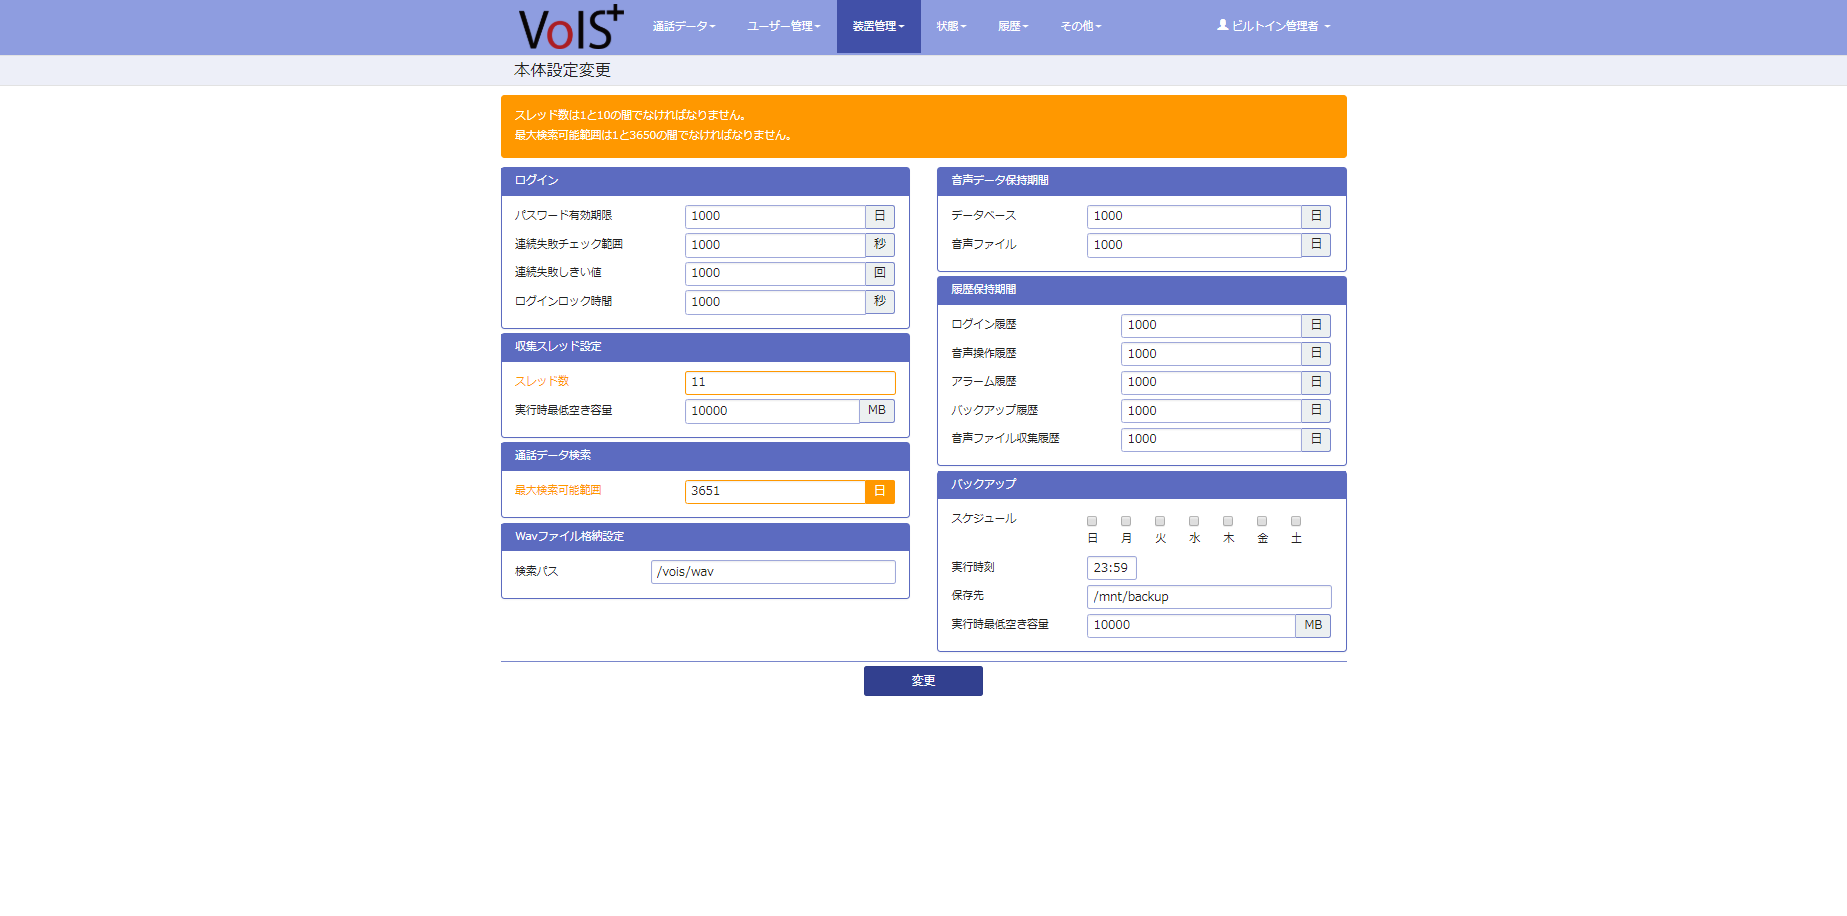 VoIS+
通話データ
ユーザー管理
装置管理
状態
履歴
その他
ビルトイン管理者
本体設定変更
スレッド数は1と10の間でなければなりません。
最大検索可能範囲は1と3650の間でなければなりません。
ログイン
パスワード有効期限 1000 日
連続失敗チェック範囲 1000 秒
連続失敗しきい値 1000 回
ログインロック時間 1000 秒
収集スレッド設定
スレッド数 11
実行時最低空き容量 10000 MB
通話データ検索
最大検索可能範囲 3651 日
Wavファイル格納設定
検索パス /vois/wav
音声データ保持期間
データベース 1000 日
音声ファイル 1000 日
履歴保持期間
ログイン履歴 1000 日
音声操作履歴 1000 日
アラーム履歴 1000 日
バックアップ履歴 1000 日
音声ファイル収集履歴 1000 日
バックアップ
スケジュール
日 月 火 水 木 金 土
実行時刻 23:59
保存先 /mnt/backup
実行時最低空き容量 10000 MB
変更